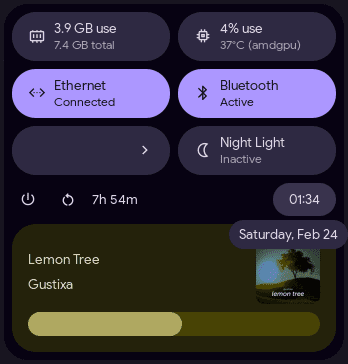 3.9 GB use
7.4 GB total
4% use
37°C (amdgpu)
Ethernet
Connected
Bluetooth
Active
Night Light
Inactive
7h 54m
01:34
Saturday, Feb 24
Lemon Tree
Gustixa
lemon tree